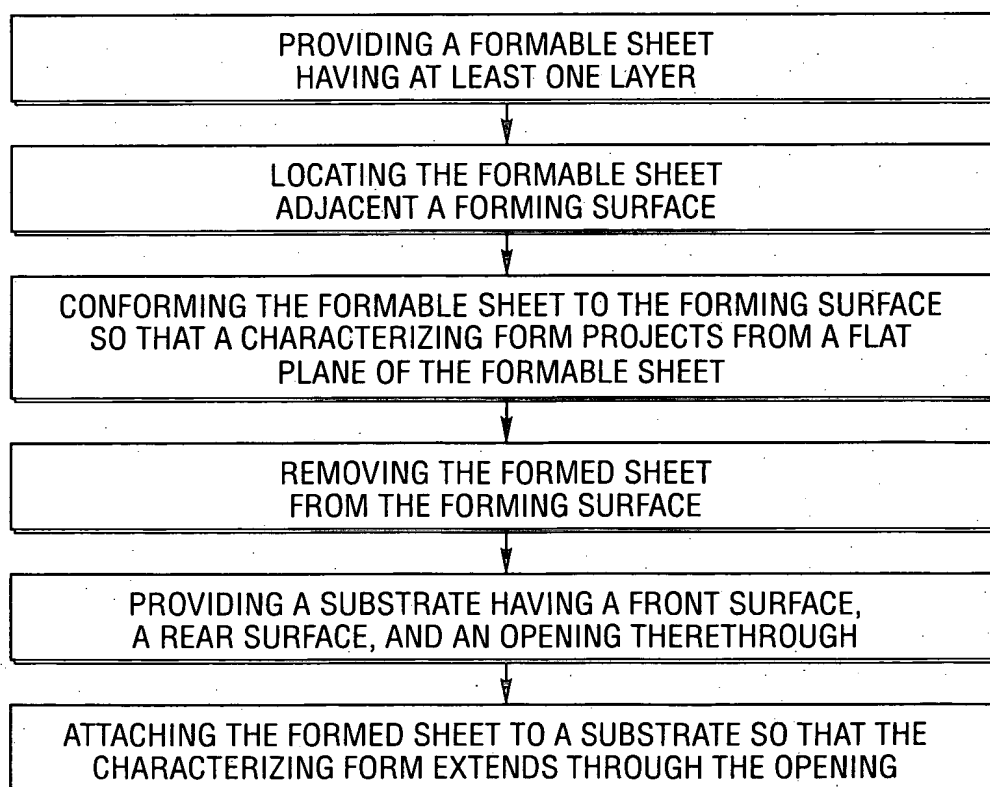 PROVIDING A FORMABLE SHEET
HAVING AT LEAST ONE LAYER
LOCATING THE FORMABLE SHEET
ADJACENT A FORMING SURFACE
CONFORMING THE FORMABLE SHEET TO THE FORMING SURFACE
SO THAT A CHARACTERIZING FORM PROJECTS FROM A FLAT
PLANE OF THE FORMABLE SHEET
REMOVING THE FORMED SHEET
FROM THE FORMING SURFACE
PROVIDING A SUBSTRATE HAVING A FRONT SURFACE,
A REAR SURFACE, AND AN OPENING THERETHROUGH
ATTACHING THE FORMED SHEET TO A SUBSTRATE SO THAT THE
CHARACTERIZING FORM EXTENDS THROUGH THE OPENING